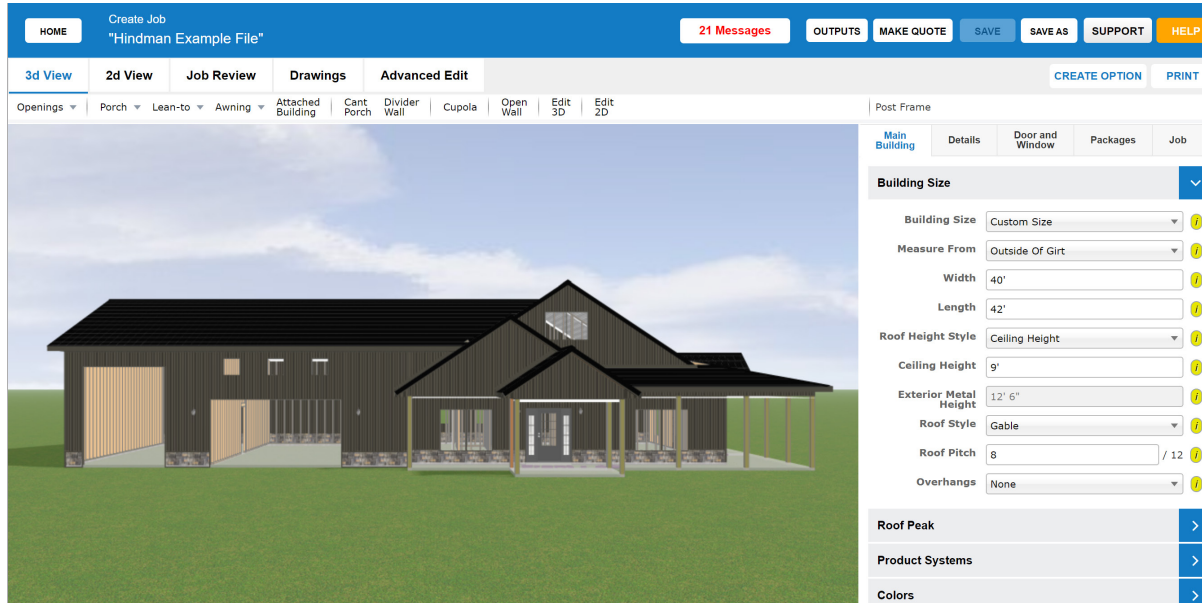 HOME
Create Job
"Hindman Example File"
21 Messages
OUTPUTS
MAKE QUOTE
SAVE
SAVE AS
SUPPORT
HELP
3d View
2d View
Job Review
Drawings
Advanced Edit
CREATE OPTION
PRINT
Openings
Porch
Lean-to
Awning
Attached
Building
Cant
Porch
Divider
Wall
Cupola
Open
Wall
Edit
3D
Edit
2D
Post Frame
Main
Building
Details
Door and
Window
Packages
Job
Building Size
Building Size Custom Size i
Measure From Outside Of Girt i
Width 40' i
Length 42' i
Roof Height Style Ceiling Height i
Ceiling Height 9' i
Exterior Metal
Height 12' 6" i
Roof Style Gable i
Roof Pitch 8 / 12 i
Overhangs None i
Roof Peak
Product Systems
Colors